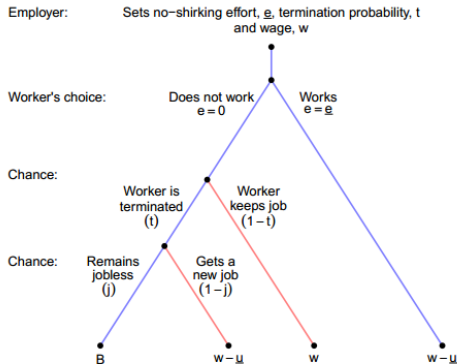 Employer: Sets no−shirking effort, e, termination probability, t
and wage, w
Worker's choice: Does not work Works
e = 0 e = e
Chance:
Worker is Worker
terminated keeps job
(t) (1−t)
Chance: Remains Gets a
jobless new job
(j) (1−j)
B w−u w w−u